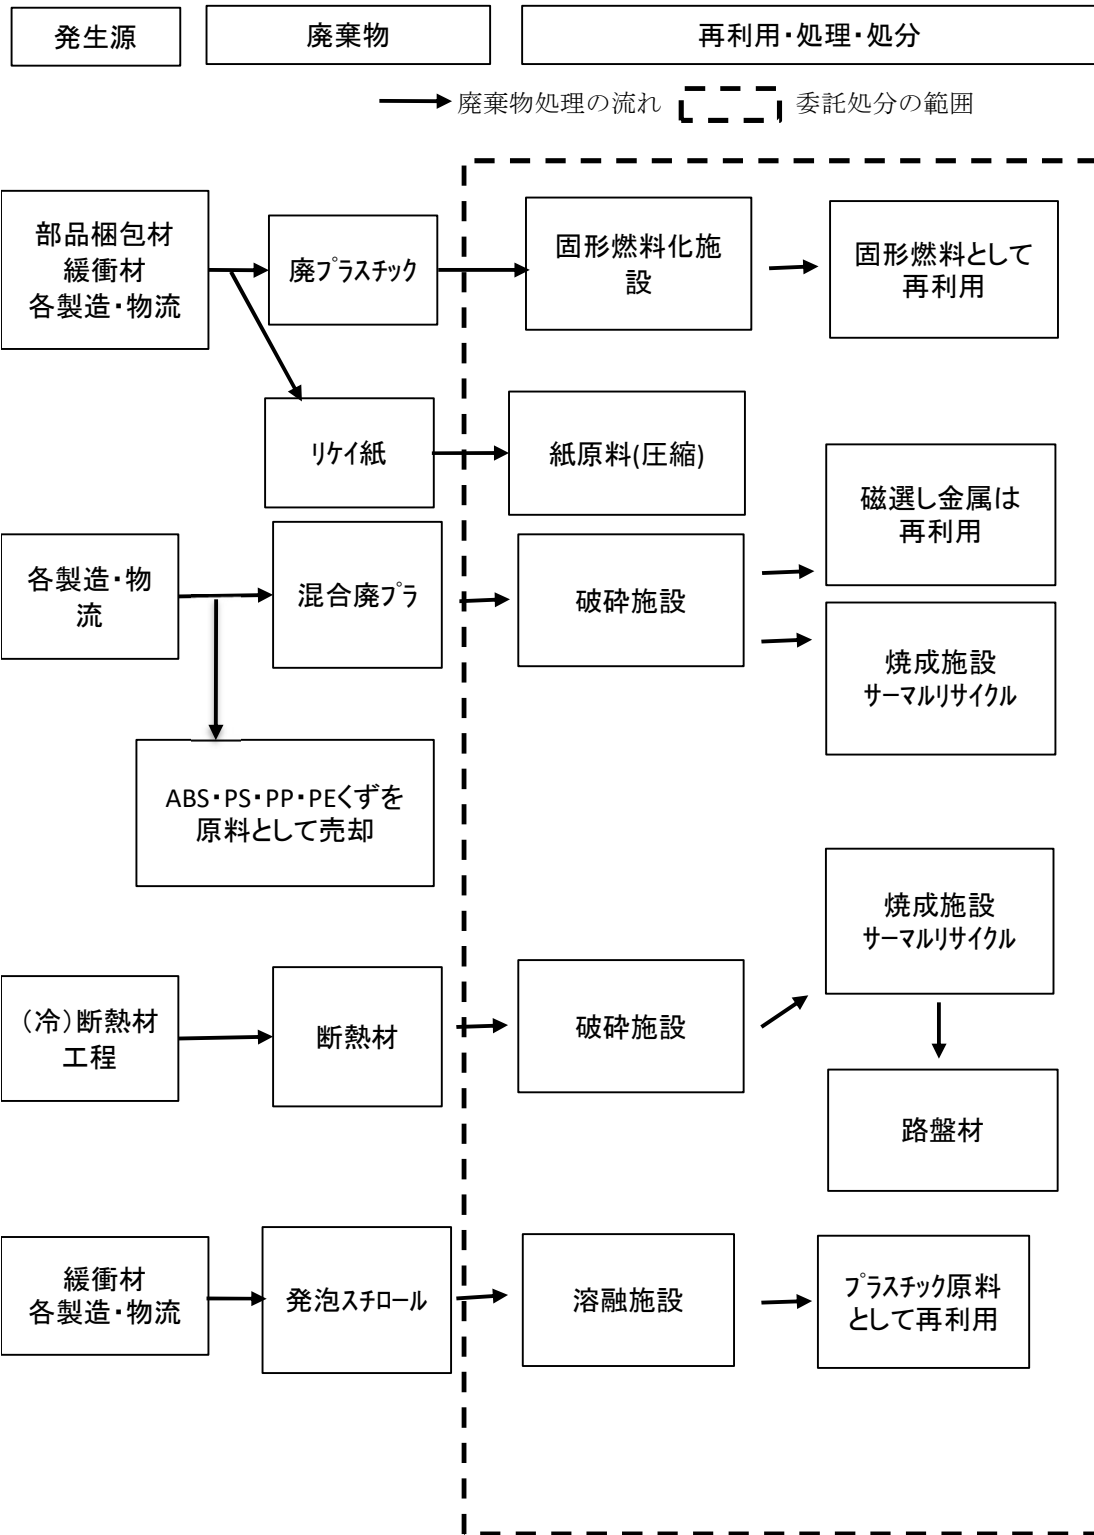 発生源
廃棄物
再利用・処理・処分
廃棄物処理の流れ
委託処分の範囲
部品梱包材
緩衝材
各製造・物流
廃ﾌﾟﾗｽﾁｯｸ
固形燃料化施
設
固形燃料として
再利用
ﾘｹｲ紙
紙原料(圧縮)
磁選し金属は
再利用
各製造・物
流
混合廃ﾌﾟﾗ
破砕施設
焼成施設
ｻｰﾏﾙﾘｻｲｸﾙ
ABS・PS・PP・PEくずを
原料として売却
焼成施設
ｻｰﾏﾙﾘｻｲｸﾙ
（冷）断熱材
工程
断熱材
破砕施設
路盤材
緩衝材
各製造・物流
発泡ｽﾁﾛｰﾙ
溶融施設
ﾌﾟﾗｽﾁｯｸ原料
として再利用